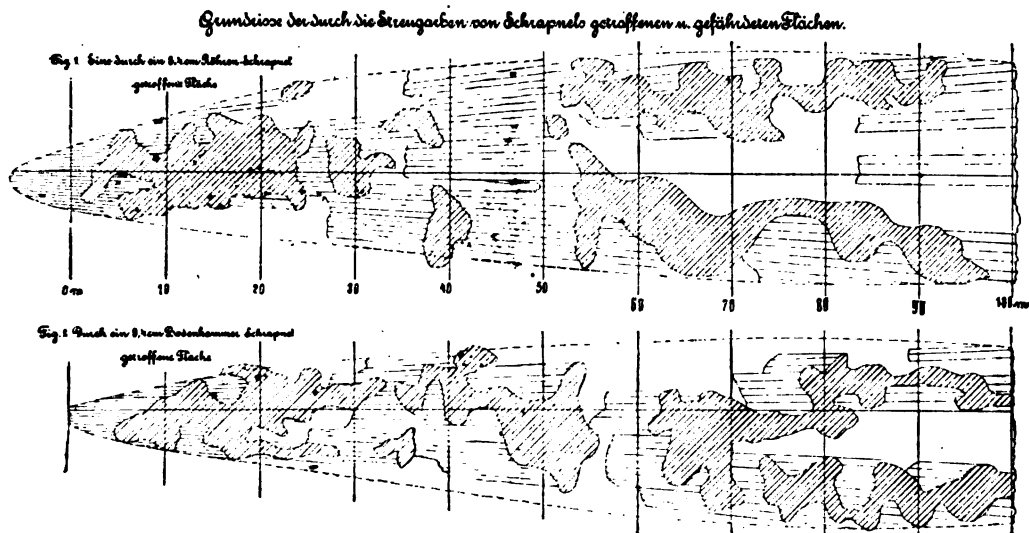 Grundrisse der durch die Streugarben von Schrapnels getroffenen u. gefährdeten Flächen.
Fig. 1. Eine durch ein 8,4cm Röhren-Schrapnel
getroffene Fläche
0 m 10 20 30 40 50 60 70 80 90 100 m
Fig. 2. Durch ein 8,4cm Bodenkammer Schrapnel
getroffene Fläche